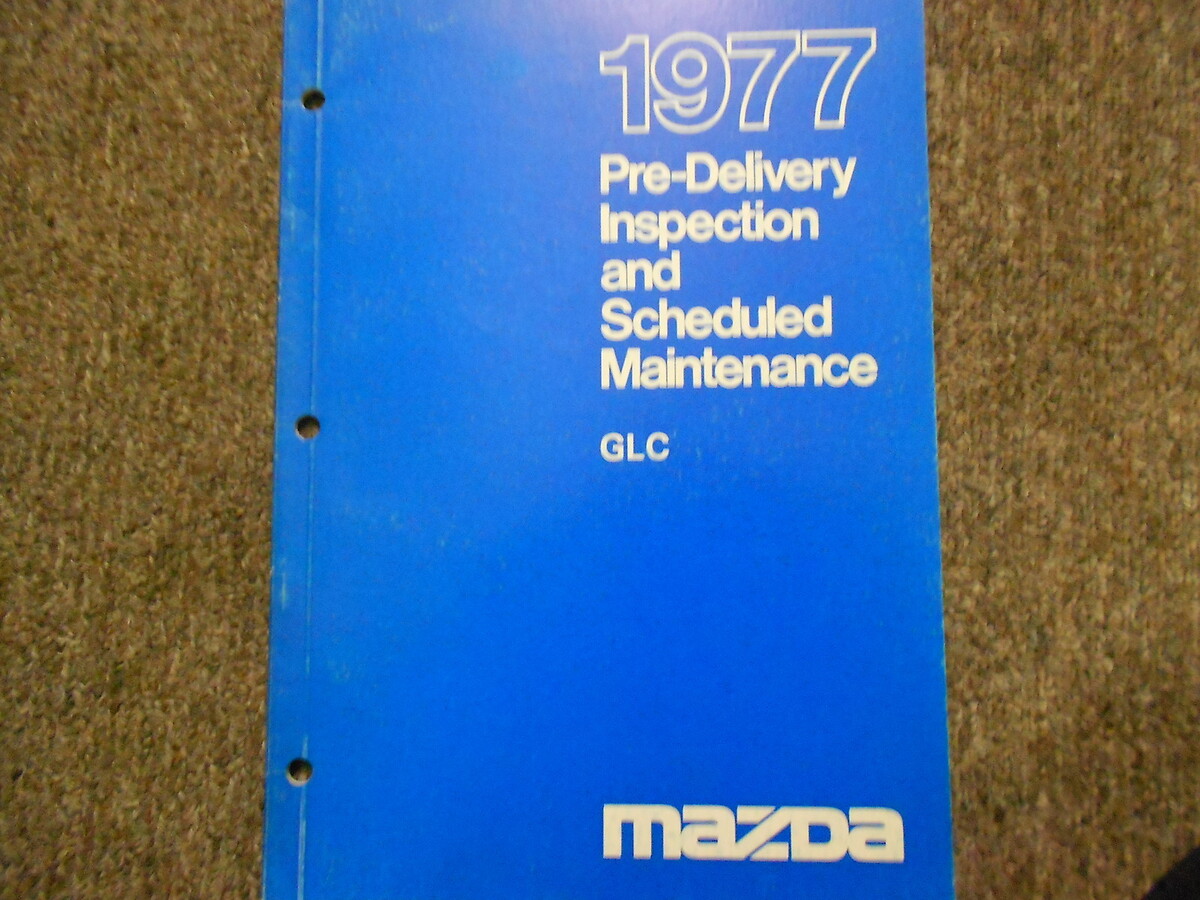 1977
Pre-Delivery
Inspection
and
Scheduled
Maintenance
GLC
mazda